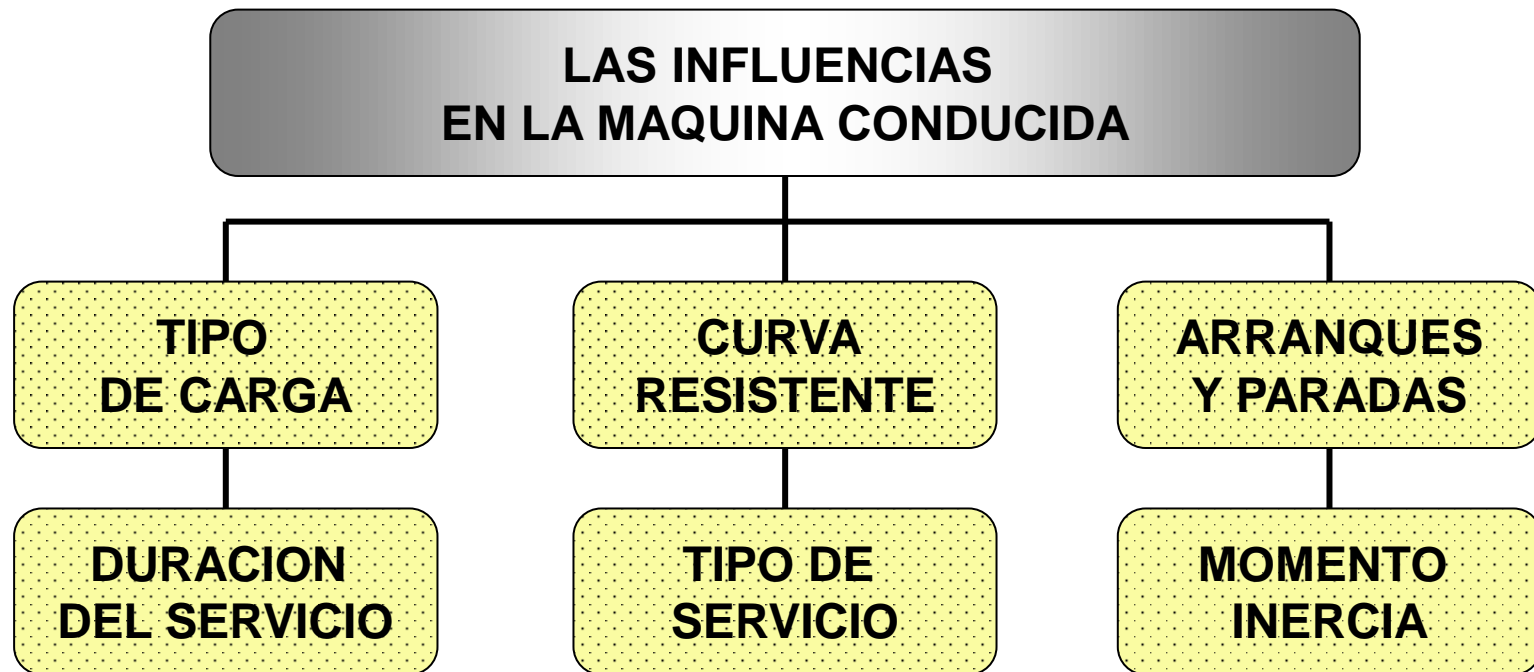 LAS INFLUENCIAS
EN LA MAQUINA CONDUCIDA
TIPO
DE CARGA
CURVA
RESISTENTE
ARRANQUES
Y PARADAS
DURACION
DEL SERVICIO
TIPO DE
SERVICIO
MOMENTO
INERCIA